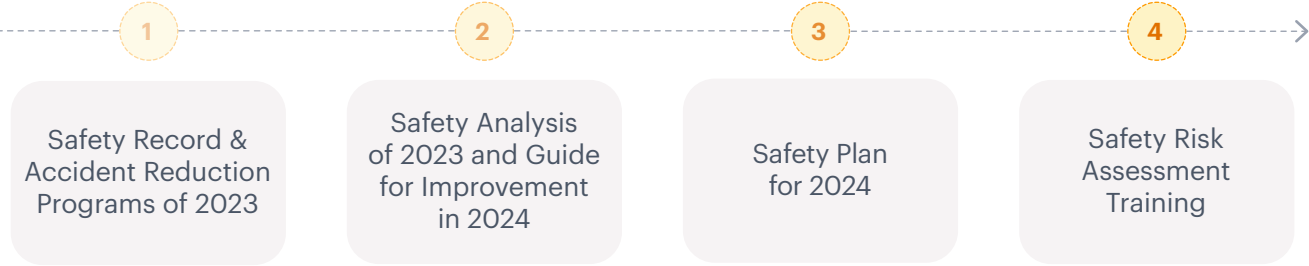 1
2
3
4
Safety Record &
Accident Reduction
Programs of 2023
Safety Analysis
of 2023 and Guide
for Improvement
in 2024
Safety Plan
for 2024
Safety Risk
Assessment
Training